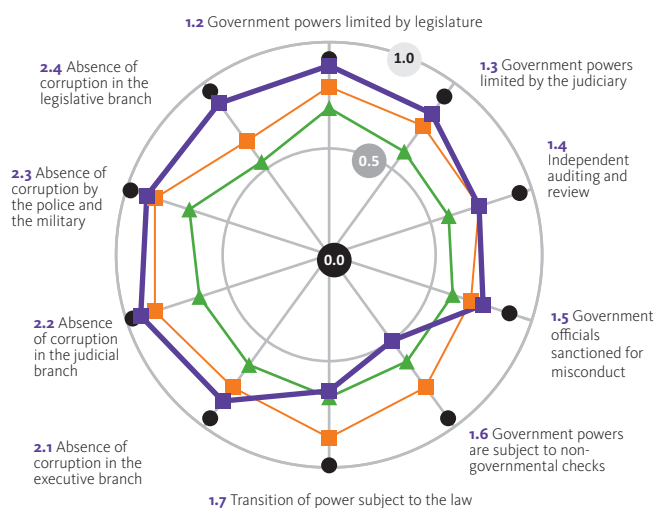 1.2 Government powers limited by legislature
1.0
1.3 Government powers
limited by the judiciary
2.4 Absence of
corruption in the
legislative branch
1.4
Independent
auditing and
review
0.5
2.3 Absence of
corruption by
the police and
the military
0.0
1.5 Government
officials
sanctioned for
misconduct
2.2 Absence
of corruption
in the judicial
branch
1.6 Government powers
are subject to non-
governmental checks
2.1 Absence of
corruption in the
executive branch
1.7 Transition of power subject to the law